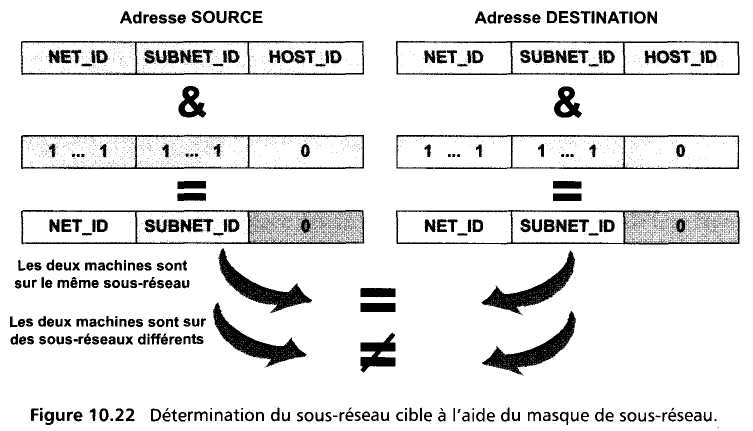 Adresse SOURCE Adresse DESTINATION
NET_ID SUBNET_ID HOST_ID NET_ID SUBNET_ID HOST_ID
& &
1 ... 1 1 ... 1 0 1 ... 1 1 ... 1 0
= =
NET_ID SUBNET_ID 0 NET_ID SUBNET_ID 0
Les deux machines sont
sur le même sous-réseau
=
Les deux machines sont sur
des sous-réseaux différents
≠
Figure 10.22 Détermination du sous-réseau cible à l'aide du masque de sous-réseau.